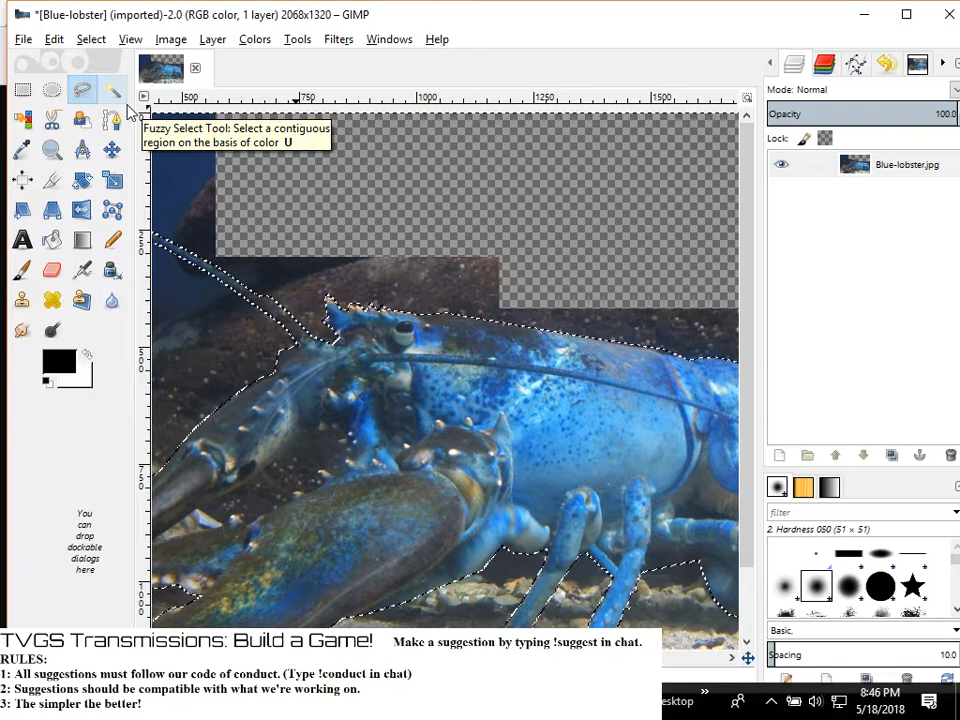 *[Blue-lobster] (imported)-2.0 (RGB color, 1 layer) 2068x1320 – GIMP
File Edit Select View Image Layer Colors Tools Filters Windows Help
500 750 1000 1250 1500
Mode: Normal
Opacity 100.0
Fuzzy Select Tool: Select a contiguous
region on the basis of color U
Lock:
Blue-lobster.jpg
You
can
drop
dockable
dialogs
here
filter
2. Hardness 050 (51 × 51)
Basic,
Spacing 10.0
TVGS Transmissions: Build a Game! Make a suggestion by typing !suggest in chat.
RULES:
1: All suggestions must follow our code of conduct. (Type !conduct in chat)
2: Suggestions should be compatible with what we're working on.
3: The simpler the better!
esktop
8:46 PM
5/18/2018